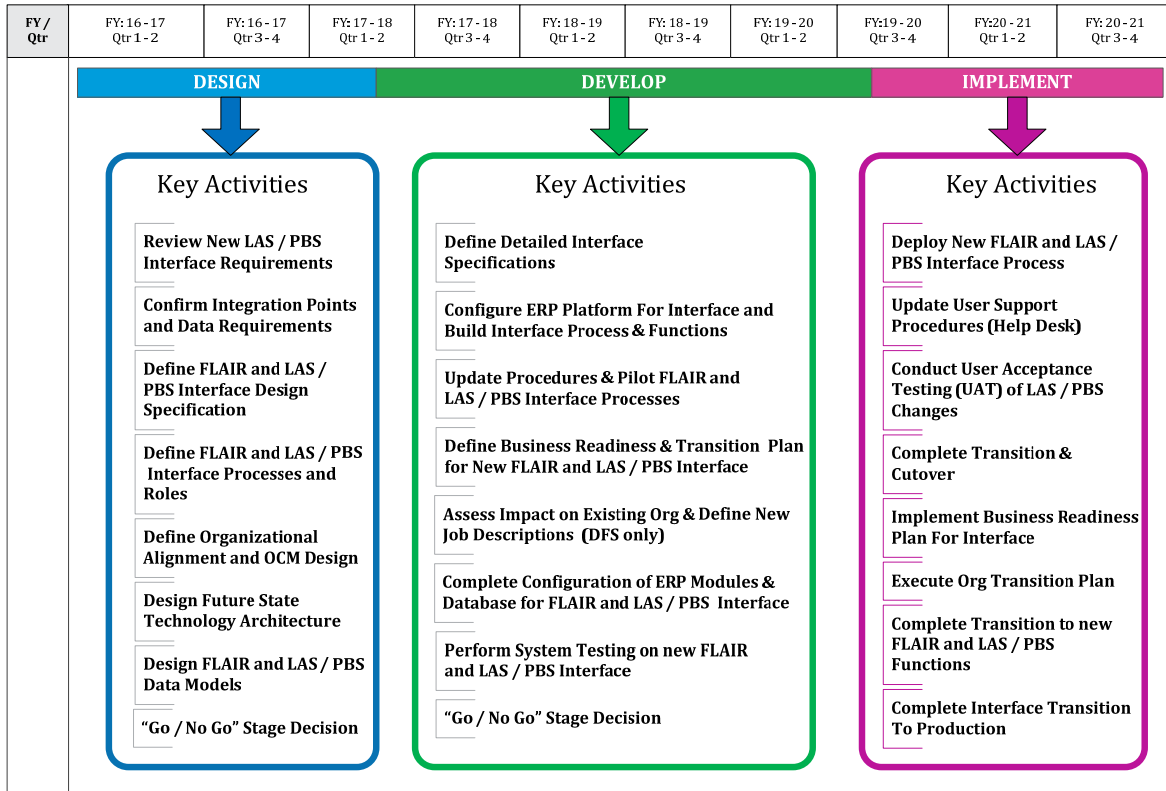 FY /
Qtr
FY: 16 - 17
Qtr 1 - 2
FY: 16 - 17
Qtr 3 - 4
FY: 17 - 18
Qtr 1 - 2
FY: 17 - 18
Qtr 3 - 4
FY: 18 - 19
Qtr 1 - 2
FY: 18 - 19
Qtr 3 - 4
FY: 19 - 20
Qtr 1 - 2
FY:19 - 20
Qtr 3 - 4
FY:20 - 21
Qtr 1 - 2
FY: 20 - 21
Qtr 3 - 4
DESIGN
DEVELOP
IMPLEMENT
Key Activities
Review New LAS / PBS
Interface Requirements
Confirm Integration Points
and Data Requirements
Define FLAIR and LAS /
PBS Interface Design
Specification
Define FLAIR and LAS / PBS
Interface Processes and
Roles
Define Organizational
Alignment and OCM Design
Design Future State
Technology Architecture
Design FLAIR and LAS / PBS
Data Models
“Go / No Go” Stage Decision
Key Activities
Define Detailed Interface
Specifications
Configure ERP Platform For Interface and
Build Interface Process & Functions
Update Procedures & Pilot FLAIR and
LAS / PBS Interface Processes
Define Business Readiness & Transition Plan
for New FLAIR and LAS / PBS Interface
Assess Impact on Existing Org & Define New
Job Descriptions (DFS only)
Complete Configuration of ERP Modules &
Database for FLAIR and LAS / PBS Interface
Perform System Testing on new FLAIR
and LAS / PBS Interface
“Go / No Go” Stage Decision
Key Activities
Deploy New FLAIR and LAS /
PBS Interface Process
Update User Support
Procedures (Help Desk)
Conduct User Acceptance
Testing (UAT) of LAS / PBS
Changes
Complete Transition &
Cutover
Implement Business Readiness
Plan For Interface
Execute Org Transition Plan
Complete Transition to new
FLAIR and LAS / PBS
Functions
Complete Interface Transition
To Production